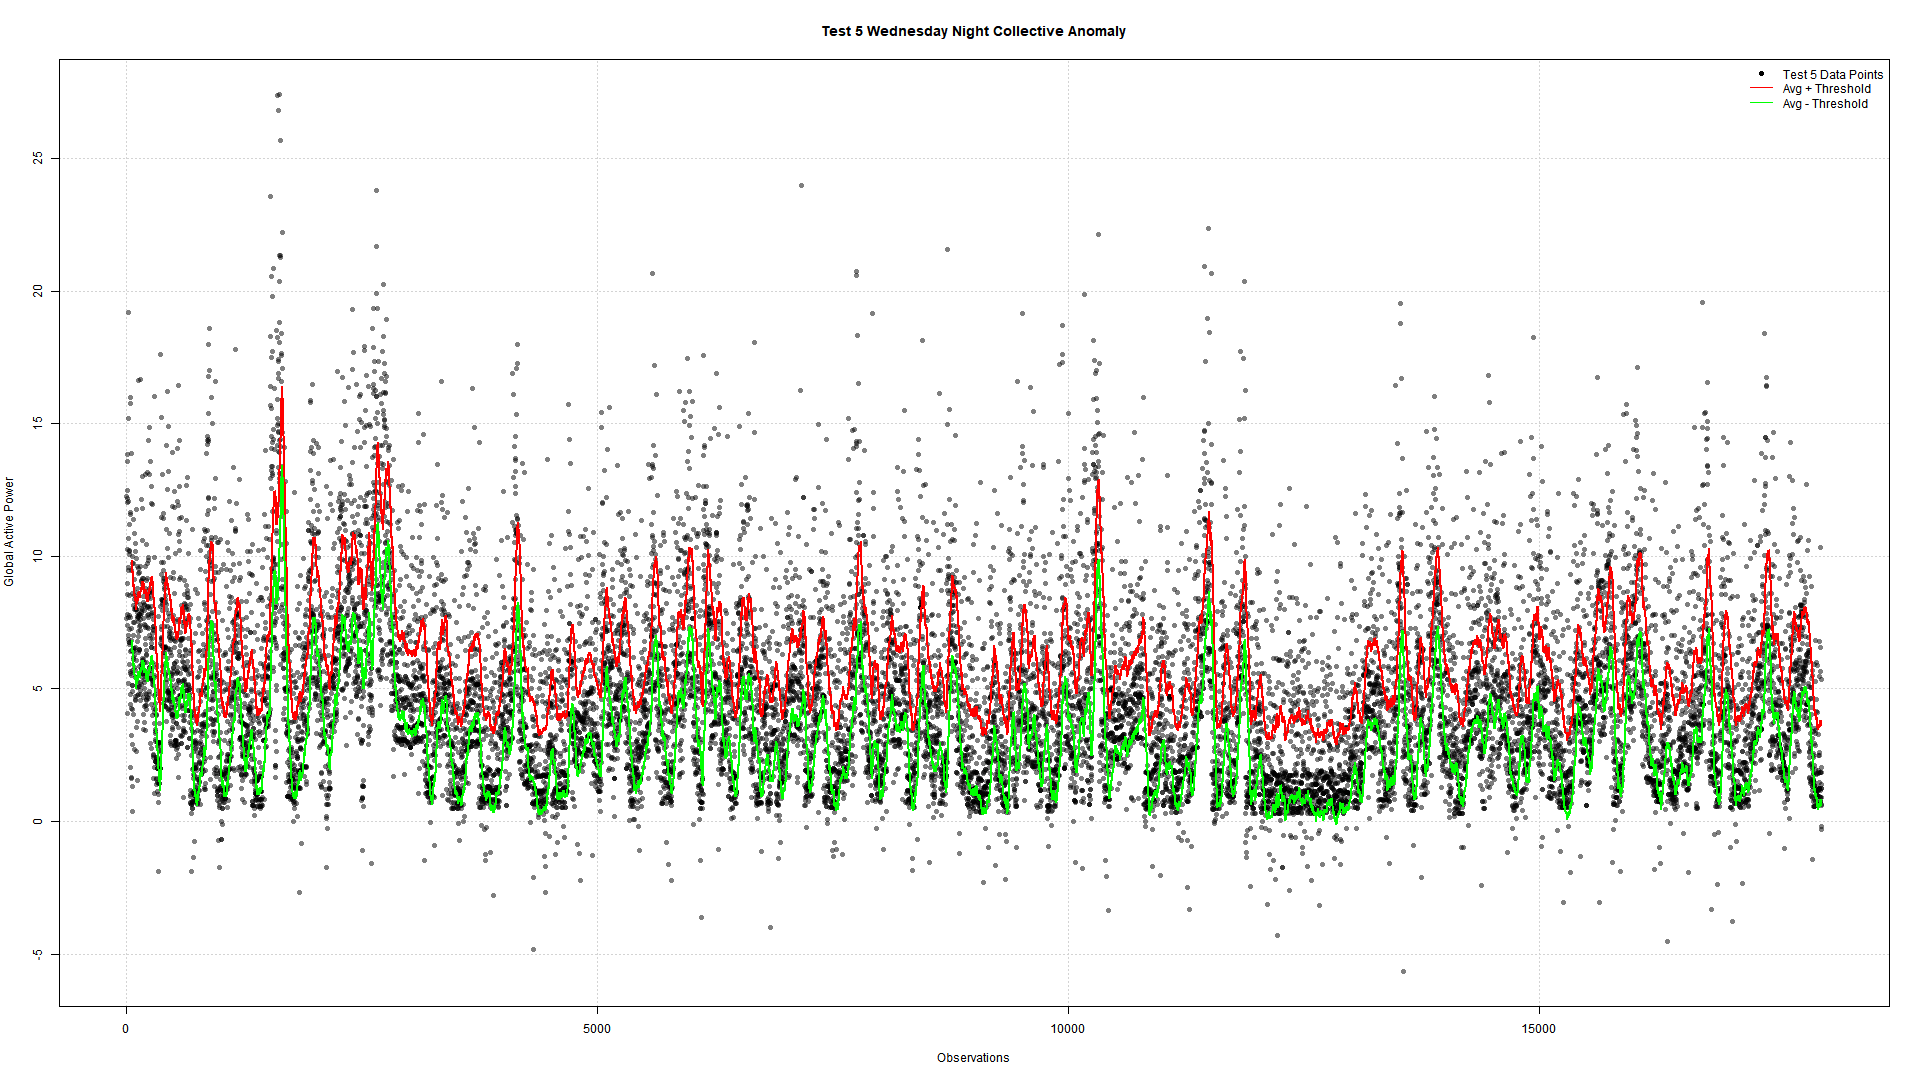 Test 5 Wednesday Night Collective Anomaly
Test 5 Data Points
Avg + Threshold
Avg - Threshold
Global Active Power
25
20
15
10
5
0
-5
0 5000 10000 15000
Observations